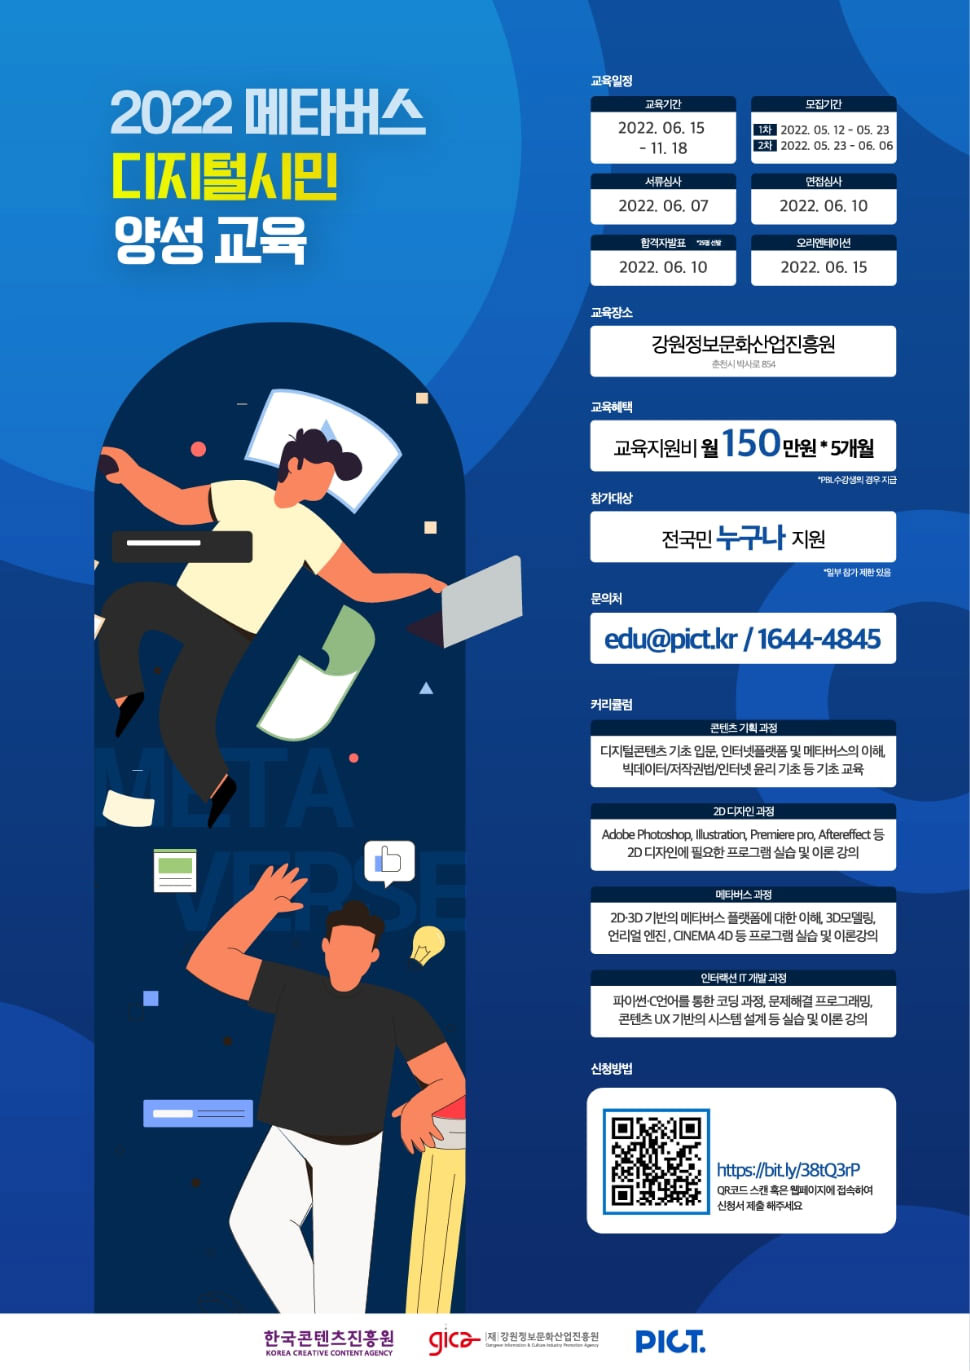 2022 메타버스
디지털시민
양성 교육
META
VERSE
교육일정
교육기간
2022. 06. 15
- 11. 18
모집기간
1차 2022. 05. 12 - 05. 23
2차 2022. 05. 23 - 06. 06
서류심사
2022. 06. 07
면접심사
2022. 06. 10
합격자발표 *25명 선발
2022. 06. 10
오리엔테이션
2022. 06. 15
교육장소
강원정보문화산업진흥원
춘천시 박사로 854
교육혜택
교육지원비 월 150만원 * 5개월
*PBL수강생의 경우 지급
참가대상
전국민 누구나 지원
*일부 참가 제한 있음
문의처
edu@pict.kr / 1644-4845
커리큘럼
콘텐츠 기획 과정
디지털콘텐츠 기초 입문, 인터넷플랫폼 및 메타버스의 이해,
빅데이터/저작권법/인터넷 윤리 기초 등 기초 교육
2D 디자인 과정
Adobe Photoshop, Illustration, Premiere pro, Aftereffect 등
2D 디자인에 필요한 프로그램 실습 및 이론 강의
메타버스 과정
2D·3D 기반의 메타버스 플랫폼에 대한 이해, 3D모델링,
언리얼 엔진 , CINEMA 4D 등 프로그램 실습 및 이론강의
인터랙션 IT 개발 과정
파이썬·C언어를 통한 코딩 과정, 문제해결 프로그래밍,
콘텐츠 UX 기반의 시스템 설계 등 실습 및 이론 강의
신청방법
https://bit.ly/38tQ3rP
QR코드 스캔 혹은 웹페이지에 접속하여
신청서 제출 해주세요
한국콘텐츠진흥원
KOREA CREATIVE CONTENT AGENCY
gica |재|강원정보문화산업진흥원
Gangwon Information & Culture Industry Promotion Agency
PICT.